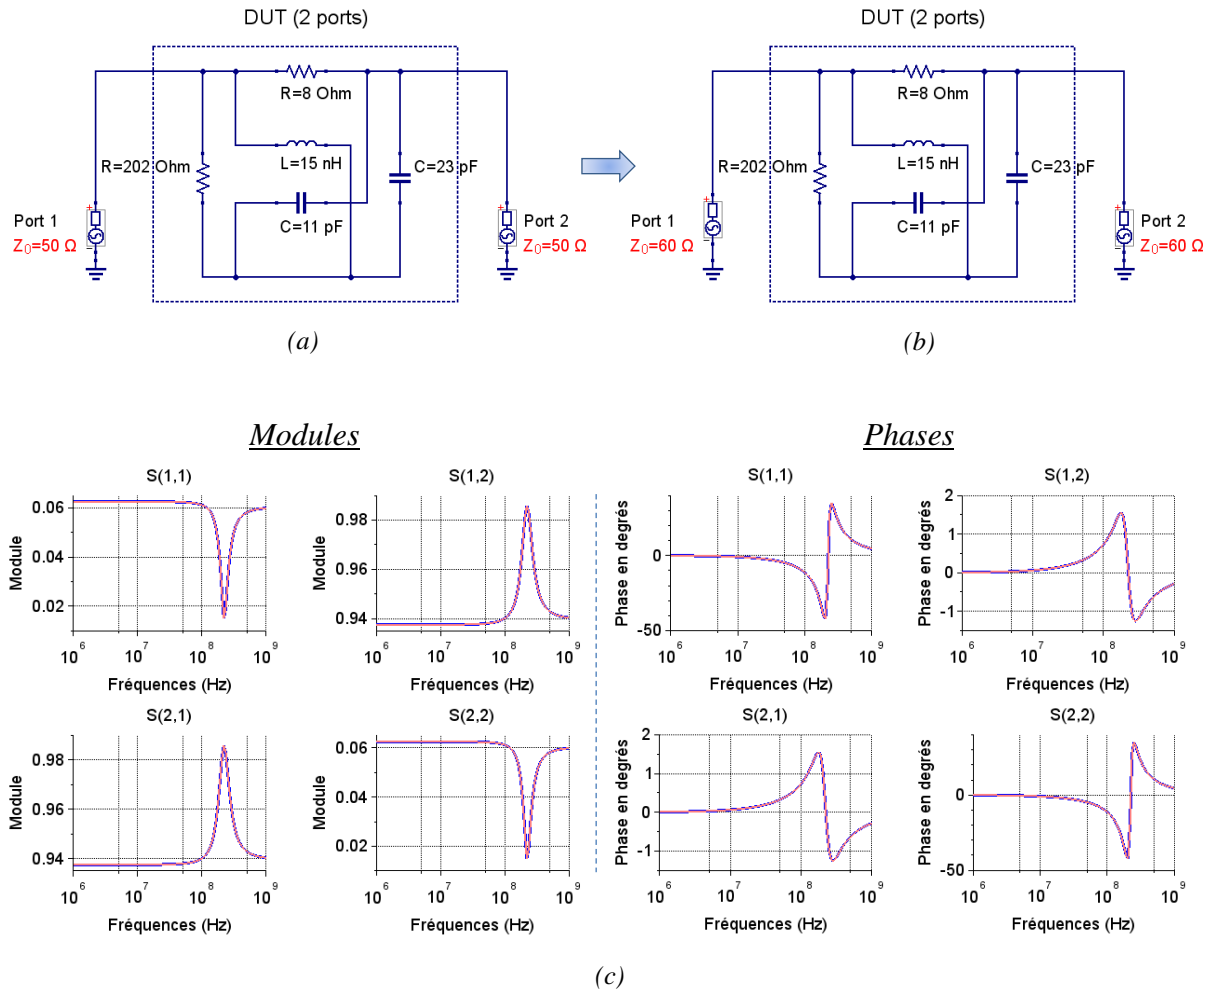 DUT (2 ports)
R=8 Ohm
R=202 Ohm
L=15 nH
C=23 pF
C=11 pF
Port 1
Z0=50 Ω
Port 2
Z0=50 Ω
(a)
DUT (2 ports)
R=8 Ohm
R=202 Ohm
L=15 nH
C=23 pF
C=11 pF
Port 1
Z0=60 Ω
Port 2
Z0=60 Ω
(b)
Modules
Phases
S(1,1)
Module
0.06
0.04
0.02
10^6 10^7 10^8 10^9
Fréquences (Hz)
S(1,2)
Module
0.98
0.96
0.94
10^6 10^7 10^8 10^9
Fréquences (Hz)
S(1,1)
Phase en degrés
0
-50
10^6 10^7 10^8 10^9
Fréquences (Hz)
S(1,2)
Phase en degrés
2
1
0
-1
10^6 10^7 10^8 10^9
Fréquences (Hz)
S(2,1)
Module
0.98
0.96
0.94
10^6 10^7 10^8 10^9
Fréquences (Hz)
S(2,2)
Module
0.06
0.04
0.02
10^6 10^7 10^8 10^9
Fréquences (Hz)
S(2,1)
Phase en degrés
2
1
0
-1
10^6 10^7 10^8 10^9
Fréquences (Hz)
S(2,2)
Phase en degrés
0
-50
10^6 10^7 10^8 10^9
Fréquences (Hz)
(c)